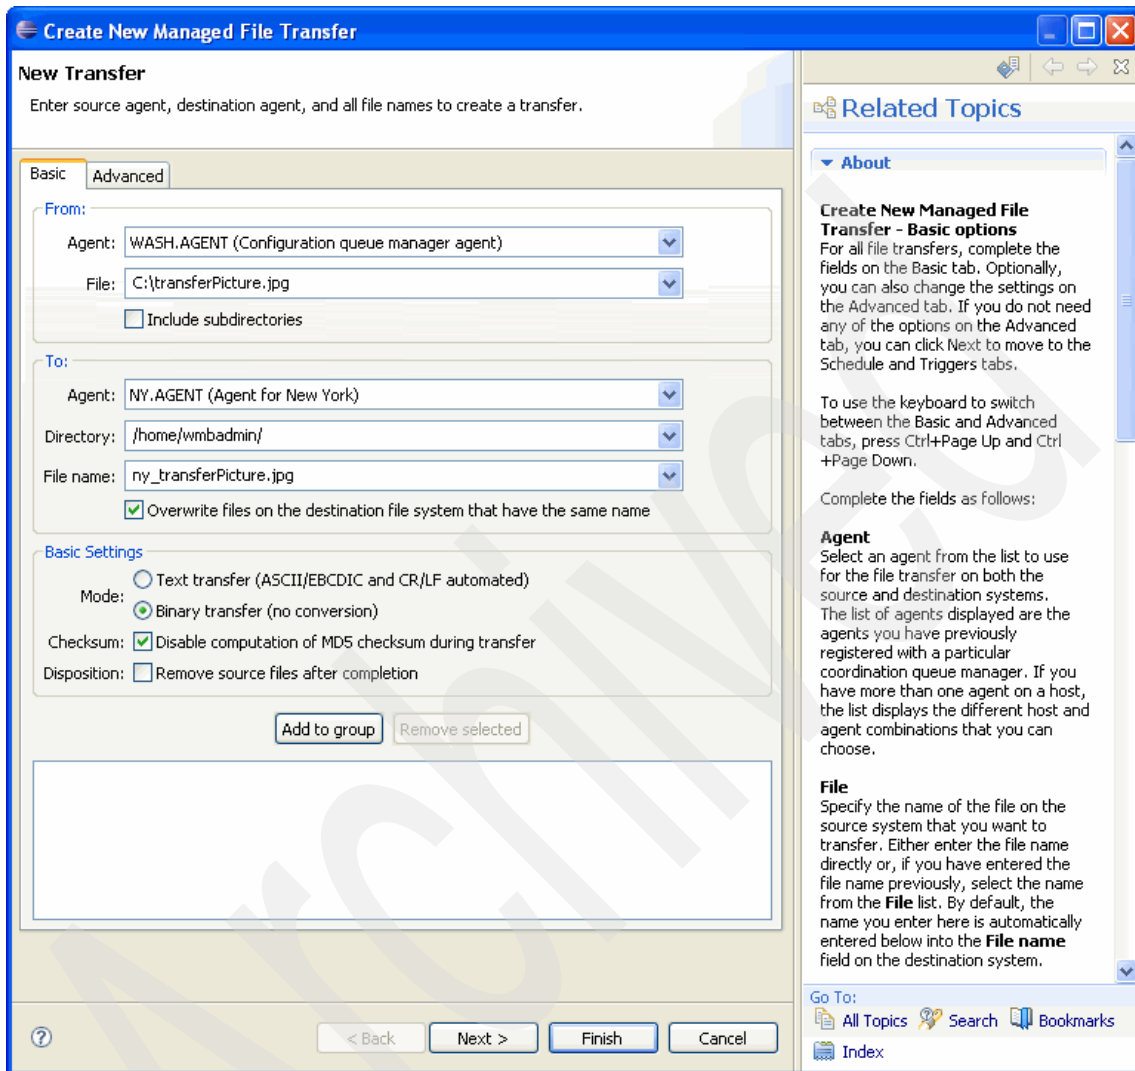 Create New Managed File Transfer
New Transfer
Enter source agent, destination agent, and all file names to create a transfer.
Basic
Advanced
From:
Agent: WASH.AGENT (Configuration queue manager agent)
File: C:\transferPicture.jpg
Include subdirectories
To:
Agent: NY.AGENT (Agent for New York)
Directory: /home/wmbadmin/
File name: ny_transferPicture.jpg
Overwrite files on the destination file system that have the same name
Basic Settings
Mode:
Text transfer (ASCII/EBCDIC and CR/LF automated)
Binary transfer (no conversion)
Checksum: Disable computation of MD5 checksum during transfer
Disposition: Remove source files after completion
Add to group
Remove selected
< Back
Next >
Finish
Cancel
Related Topics
About
Create New Managed File
Transfer - Basic options
For all file transfers, complete the
fields on the Basic tab. Optionally,
you can also change the settings on
the Advanced tab. If you do not need
any of the options on the Advanced
tab, you can click Next to move to the
Schedule and Triggers tabs.
To use the keyboard to switch
between the Basic and Advanced
tabs, press Ctrl+Page Up and Ctrl
+Page Down.
Complete the fields as follows:
Agent
Select an agent from the list to use
for the file transfer on both the
source and destination systems.
The list of agents displayed are the
agents you have previously
registered with a particular
coordination queue manager. If you
have more than one agent on a host,
the list displays the different host and
agent combinations that you can
choose.
File
Specify the name of the file on the
source system that you want to
transfer. Either enter the file name
directly or, if you have entered the
file name previously, select the name
from the File list. By default, the
name you enter here is automatically
entered below into the File name
field on the destination system.
Go To:
All Topics
Search
Bookmarks
Index
Archived